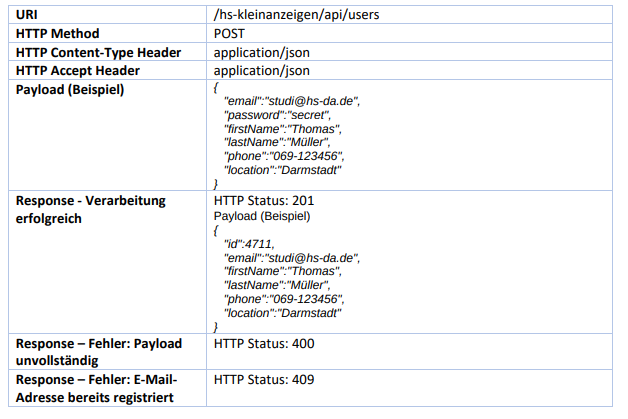 URI /hs-kleinanzeigen/api/users
HTTP Method POST
HTTP Content-Type Header application/json
HTTP Accept Header application/json
Payload (Beispiel) {
"email":"studi@hs-da.de",
"password":"secret",
"firstName":"Thomas",
"lastName":"Müller",
"phone":"069-123456",
"location":"Darmstadt"
}
Response - Verarbeitung HTTP Status: 201
erfolgreich Payload (Beispiel)
{
"id":4711,
"email":"studi@hs-da.de",
"firstName":"Thomas",
"lastName":"Müller",
"phone":"069-123456",
"location":"Darmstadt"
}
Response – Fehler: Payload HTTP Status: 400
unvollständig
Response – Fehler: E-Mail- HTTP Status: 409
Adresse bereits registriert